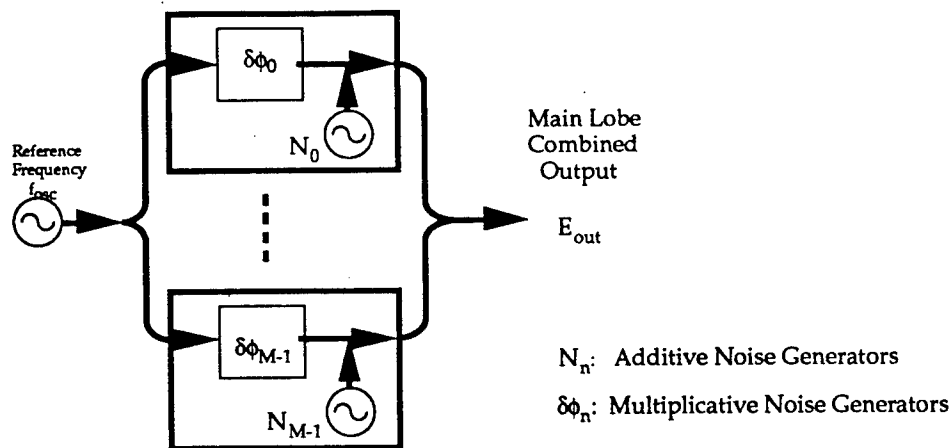 δϕ₀
N₀
Reference
Frequency
fosc
Main Lobe
Combined
Output
Eout
δϕM-1
NM-1
Nn: Additive Noise Generators
δϕn: Multiplicative Noise Generators